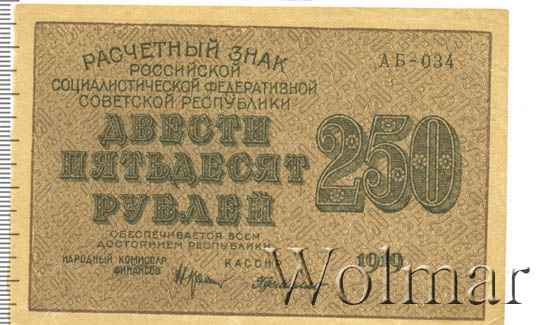 РАСЧЕТНЫЙ ЗНАК
РОССИЙСКОЙ
СОЦИАЛИСТИЧЕСКОЙ ФЕДЕРАТИВНОЙ
СОВЕТСКОЙ РЕСПУБЛИКИ
АБ-034
ДВЕСТИ
ПЯТЬДЕСЯТ
РУБЛЕЙ
250
ОБЕСПЕЧИВАЕТСЯ ВСЕМ
ДОСТОЯНИЕМ РЕСПУБЛИКИ
НАРОДНЫЙ КОМИССАР
ФИНАНСОВ
КАССИР
1919
Wolmar